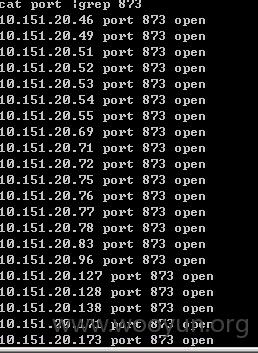 cat port |grep 873
10.151.20.46 port 873 open
10.151.20.49 port 873 open
10.151.20.51 port 873 open
10.151.20.52 port 873 open
10.151.20.53 port 873 open
10.151.20.54 port 873 open
10.151.20.55 port 873 open
10.151.20.69 port 873 open
10.151.20.71 port 873 open
10.151.20.72 port 873 open
10.151.20.75 port 873 open
10.151.20.76 port 873 open
10.151.20.77 port 873 open
10.151.20.78 port 873 open
10.151.20.83 port 873 open
10.151.20.96 port 873 open
10.151.20.127 port 873 open
10.151.20.128 port 873 open
10.151.20.138 port 873 open
10.151.20.171 port 873 open
10.151.20.173 port 873 open
www.wooyun.org